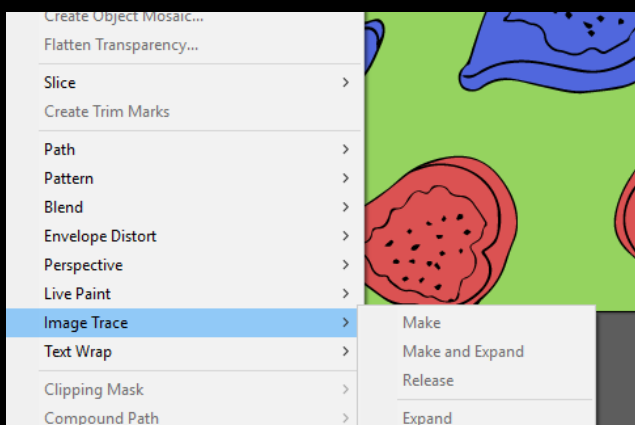 Create Object Mosaic...
Flatten Transparency...
Slice
Create Trim Marks
Path
Pattern
Blend
Envelope Distort
Perspective
Live Paint
Image Trace
Make
Text Wrap
Make and Expand
Release
Clipping Mask
Compound Path
Expand